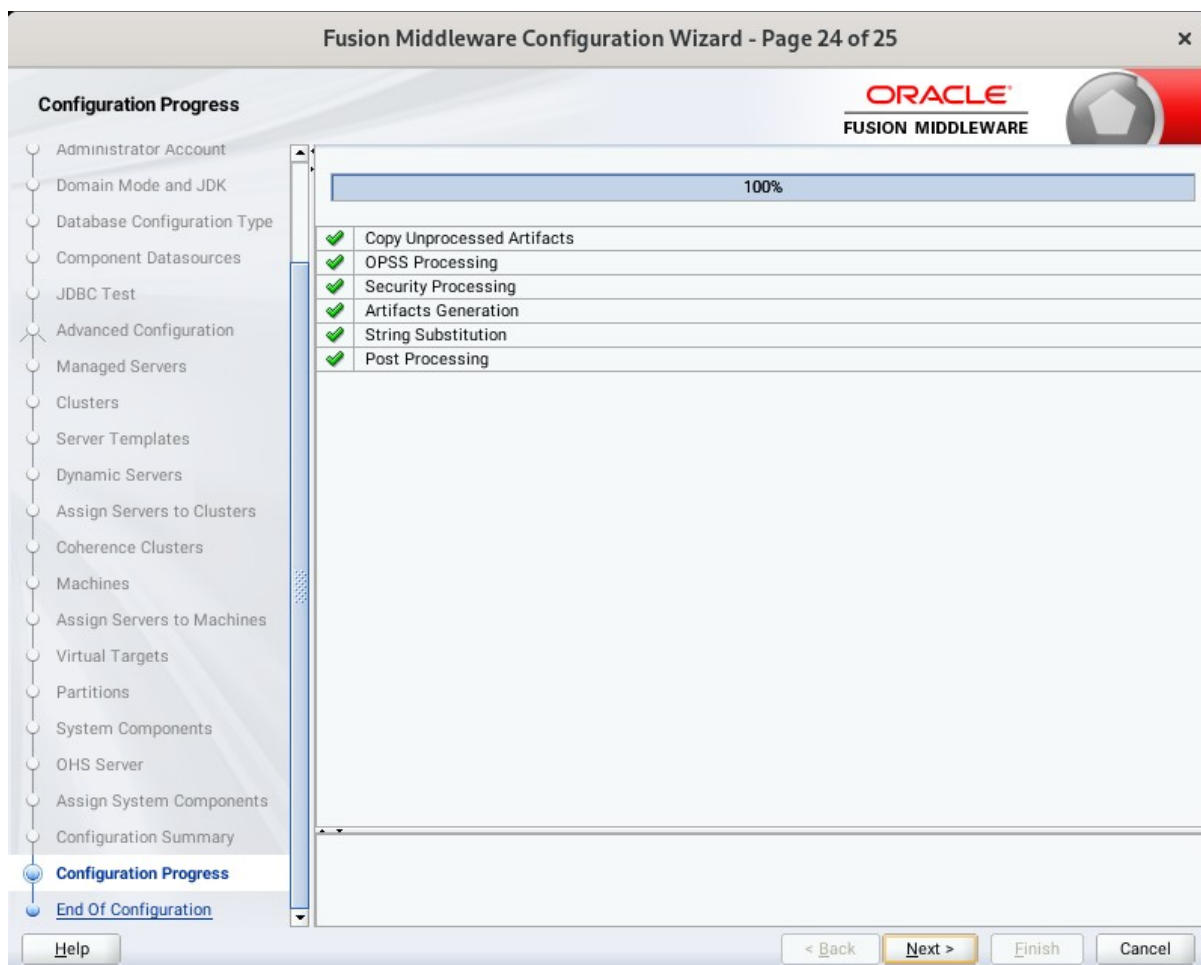 Fusion Middleware Configuration Wizard - Page 24 of 25
Configuration Progress
ORACLE
FUSION MIDDLEWARE
Administrator Account
Domain Mode and JDK
Database Configuration Type
Component Datasources
JDBC Test
Advanced Configuration
Managed Servers
Clusters
Server Templates
Dynamic Servers
Assign Servers to Clusters
Coherence Clusters
Machines
Assign Servers to Machines
Virtual Targets
Partitions
System Components
OHS Server
Assign System Components
Configuration Summary
Configuration Progress
End Of Configuration
100%
Copy Unprocessed Artifacts
OPSS Processing
Security Processing
Artifacts Generation
String Substitution
Post Processing
Help
< Back
Next >
Finish
Cancel